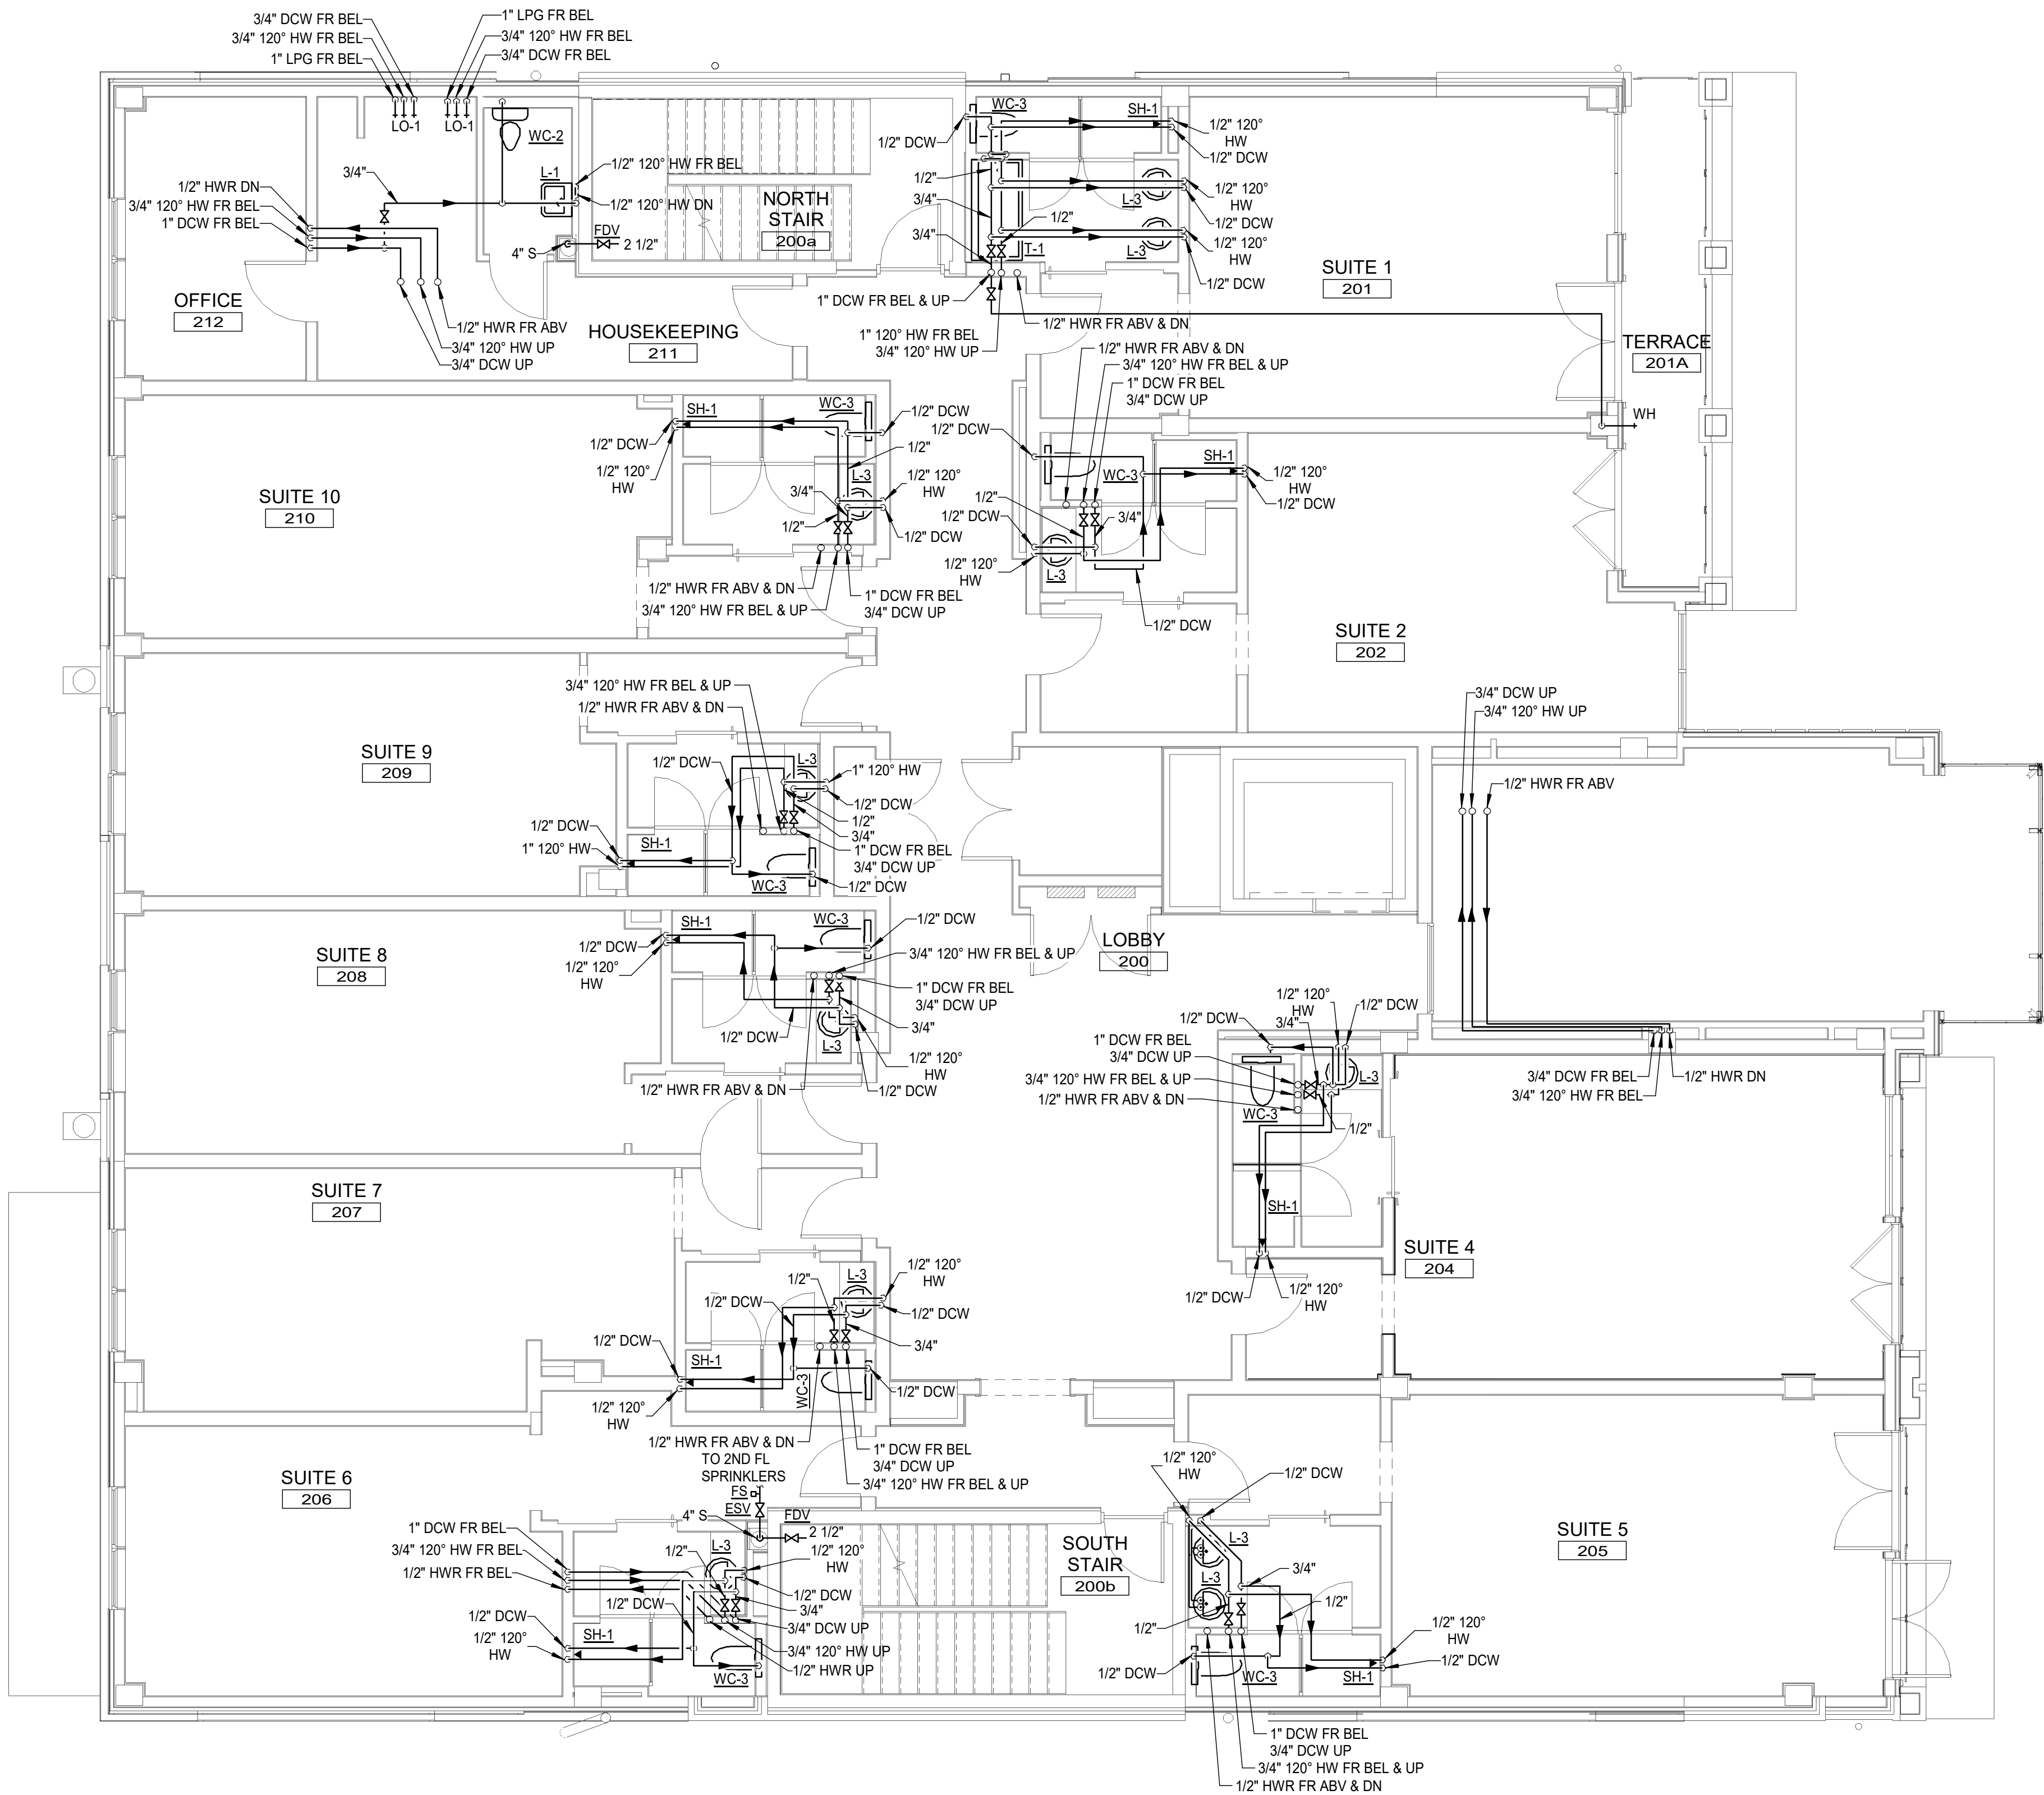 3/4" DCW FR BEL
3/4" 120° HW FR BEL
1" LPG FR BEL
1" LPG FR BEL
3/4" 120° HW FR BEL
3/4" DCW FR BEL
LO-1
LO-1
WC-2
L-1
3/4"
1/2" HWR DN
3/4" 120° HW FR BEL
1" DCW FR BEL
1/2" 120° HW FR BEL
1/2" 120° HW DN
FDV
4" S
2 1/2"
OFFICE
212
1/2" HWR FR ABV
3/4" 120° HW UP
3/4" DCW UP
HOUSEKEEPING
211
NORTH
STAIR
200a
WC-3
SH-1
1/2" DCW
1/2" 120°
HW
1/2" DCW
1/2"
3/4"
3/4"
1/2"
L-3
1/2" 120°
HW
1/2" DCW
L-3
T-1
1/2" 120°
HW
1/2" DCW
1" DCW FR BEL & UP
1/2" HWR FR ABV & DN
1" 120° HW FR BEL
3/4" 120° HW UP
SUITE 1
201
TERRACE
201A
WH
1/2" HWR FR ABV & DN
3/4" 120° HW FR BEL & UP
1" DCW FR BEL
3/4" DCW UP
1/2" DCW
WC-3
SH-1
1/2" 120°
HW
1/2" DCW
1/2"
1/2" DCW
3/4"
1/2" 120°
HW
L-3
1/2" DCW
SUITE 2
202
SUITE 10
210
SH-1
WC-3
1/2" DCW
1/2" DCW
1/2"
1/2" 120°
HW
L-3
1/2" 120°
HW
3/4"
1/2"
1/2" DCW
1/2" HWR FR ABV & DN
3/4" 120° HW FR BEL & UP
1" DCW FR BEL
3/4" DCW UP
SUITE 9
209
3/4" 120° HW FR BEL & UP
1/2" HWR FR ABV & DN
1/2" DCW
L-3
1" 120° HW
1/2" DCW
1/2"
3/4"
1" DCW FR BEL
3/4" DCW UP
1/2" DCW
1" 120° HW
SH-1
WC-3
1/2" DCW
3/4" DCW UP
3/4" 120° HW UP
1/2" HWR FR ABV
LOBBY
200
SUITE 8
208
SH-1
WC-3
1/2" DCW
1/2" DCW
1/2" 120°
HW
3/4" 120° HW FR BEL & UP
1" DCW FR BEL
3/4" DCW UP
3/4"
1/2" DCW
L-3
1/2" 120°
HW
1/2" DCW
1/2" HWR FR ABV & DN
1/2" 120°
HW
1/2" DCW
1/2" DCW
3/4"
1" DCW FR BEL
3/4" DCW UP
3/4" 120° HW FR BEL & UP
1/2" HWR FR ABV & DN
L-3
WC-3
1/2"
SH-1
1/2" DCW
1/2" 120°
HW
3/4" DCW FR BEL
3/4" 120° HW FR BEL
1/2" HWR DN
SUITE 4
204
SUITE 7
207
1/2"
L-3
1/2" 120°
HW
1/2" DCW
1/2" DCW
3/4"
1/2" DCW
SH-1
WC-3
1/2" DCW
1/2" 120°
HW
1/2" HWR FR ABV & DN
1" DCW FR BEL
3/4" DCW UP
3/4" 120° HW FR BEL & UP
SUITE 6
206
TO 2ND FL
SPRINKLERS
FS
ESV
4" S
FDV
2 1/2"
1" DCW FR BEL
3/4" 120° HW FR BEL
1/2" HWR FR BEL
1/2"
L-3
1/2" 120°
HW
1/2" DCW
3/4"
1/2" DCW
3/4" DCW UP
3/4" 120° HW UP
1/2" HWR UP
1/2" DCW
1/2" 120°
HW
SH-1
WC-3
SOUTH
STAIR
200b
1/2" 120°
HW
1/2" DCW
L-3
L-3
3/4"
1/2"
1/2"
1/2" DCW
WC-3
SH-1
1/2" 120°
HW
1/2" DCW
1" DCW FR BEL
3/4" DCW UP
3/4" 120° HW FR BEL & UP
1/2" HWR FR ABV & DN
SUITE 5
205